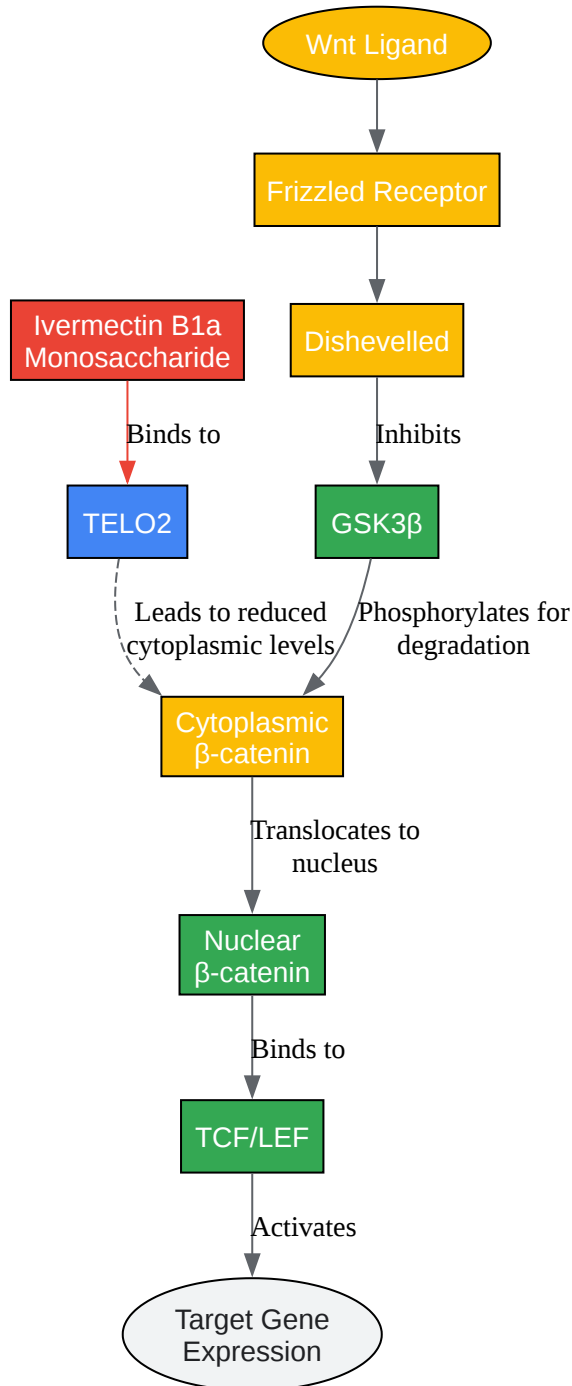 Wnt Ligand
Frizzled Receptor
Ivermectin B1a
Monosaccharide
Dishevelled
Binds to
Inhibits
TELO2
GSK3β
Leads to reduced
cytoplasmic levels
Phosphorylates for
degradation
Cytoplasmic
β-catenin
Translocates to
nucleus
Nuclear
β-catenin
Binds to
TCF/LEF
Activates
Target Gene
Expression